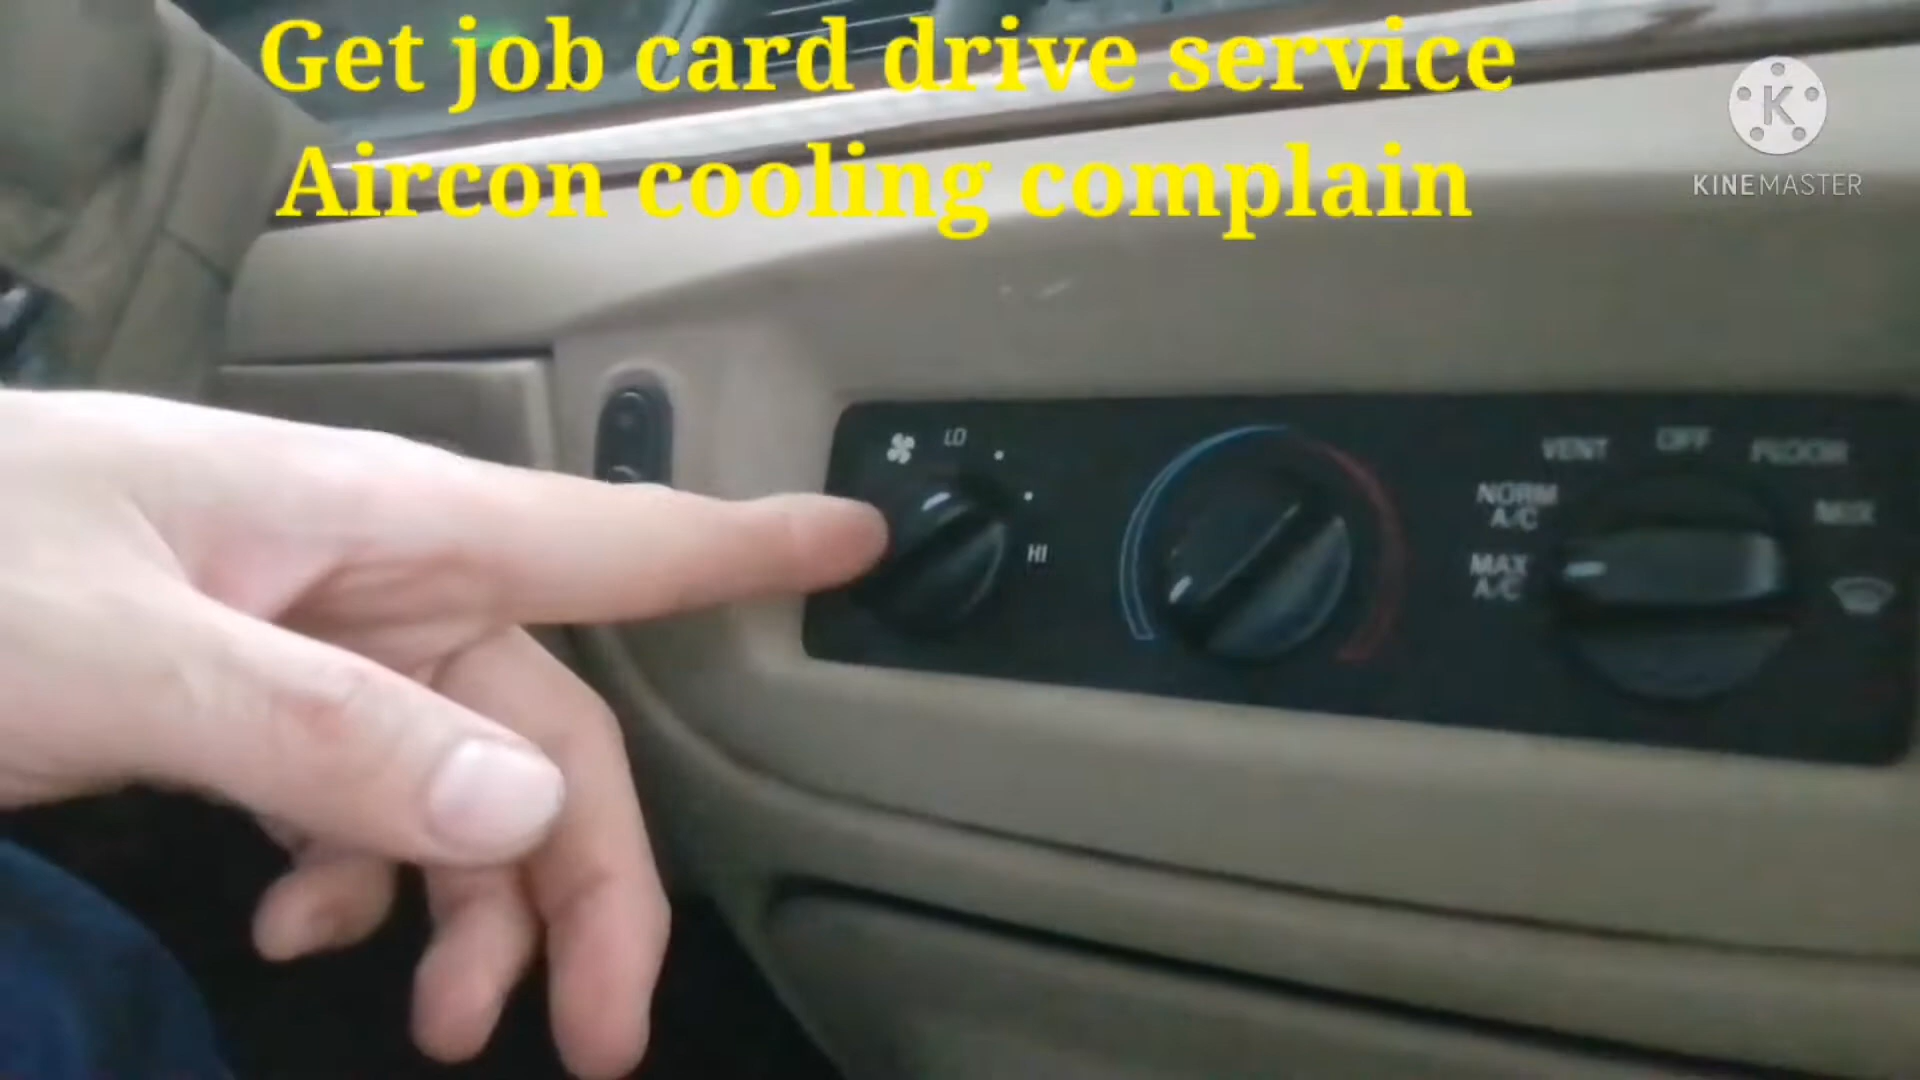 Get job card drive service
Aircon cooling complain
K
KINEMASTER
LO
HI
VENT
OFF
FLOOR
NORM
A/C
MIX
MAX
A/C